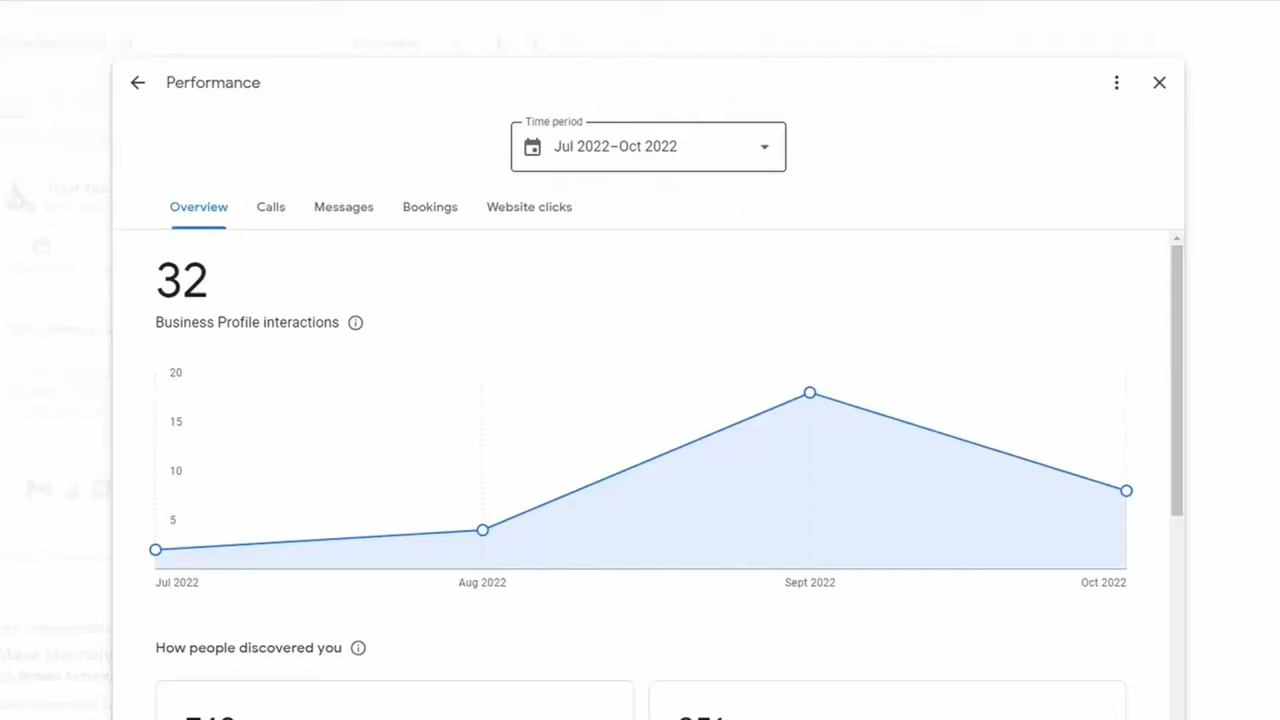 Performance
Time period
Jul 2022–Oct 2022
Overview Calls Messages Bookings Website clicks
32
Business Profile interactions
20
15
10
5
Jul 2022 Aug 2022 Sept 2022 Oct 2022
How people discovered you